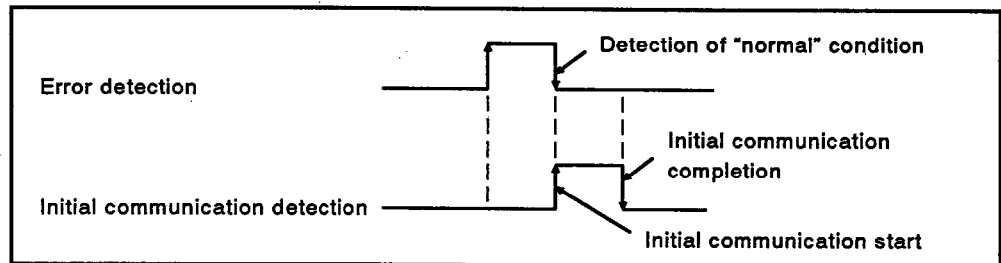 Detection of "normal" condition
Error detection
Initial communication
completion
Initial communication detection
Initial communication start